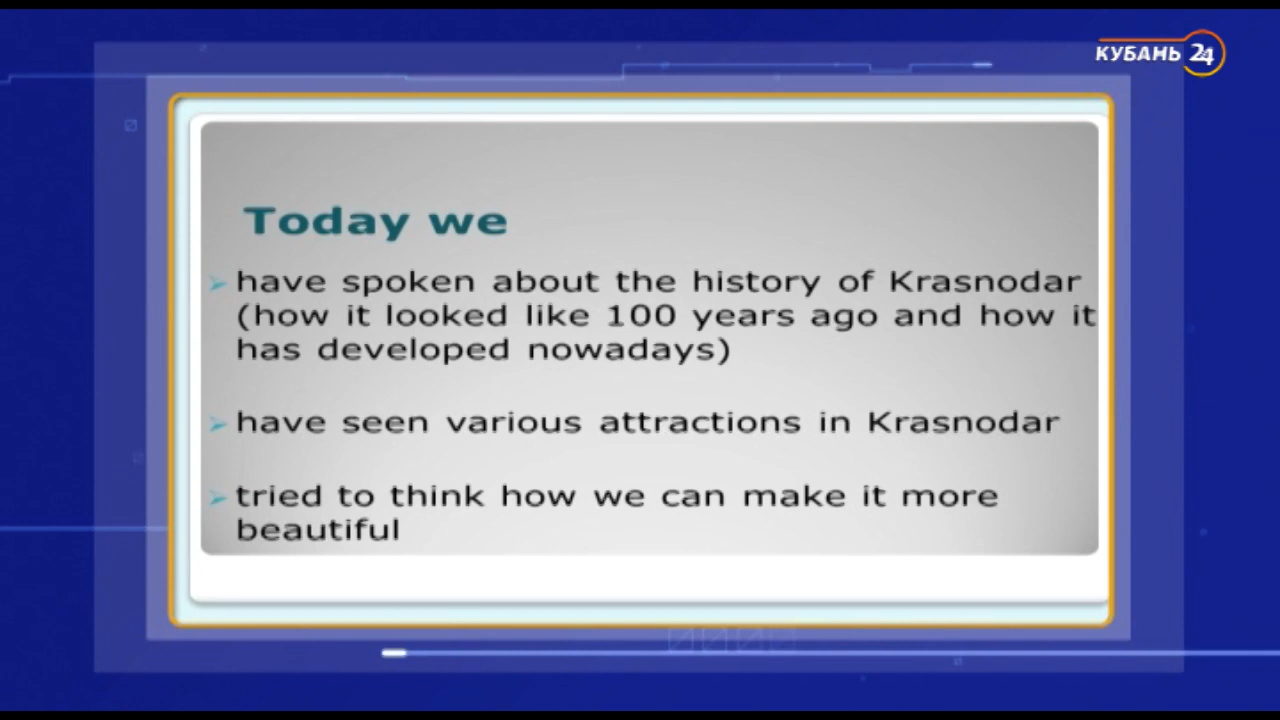 КУБАНЬ 24
Today we
have spoken about the history of Krasnodar
(how it looked like 100 years ago and how it
has developed nowadays)
have seen various attractions in Krasnodar
tried to think how we can make it more
beautiful